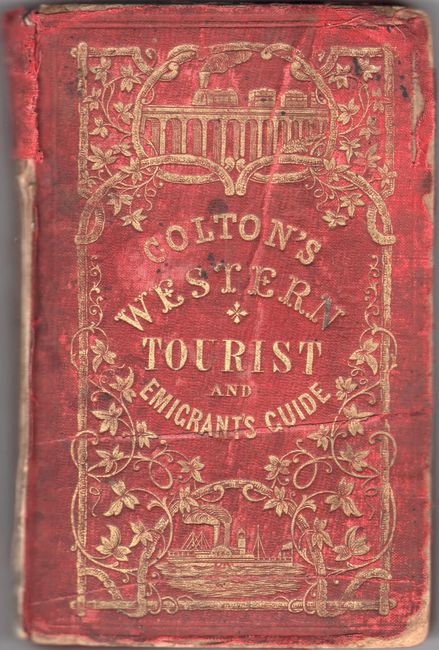 COLTON'S
WESTERN
TOURIST
AND
EMIGRANTS GUIDE